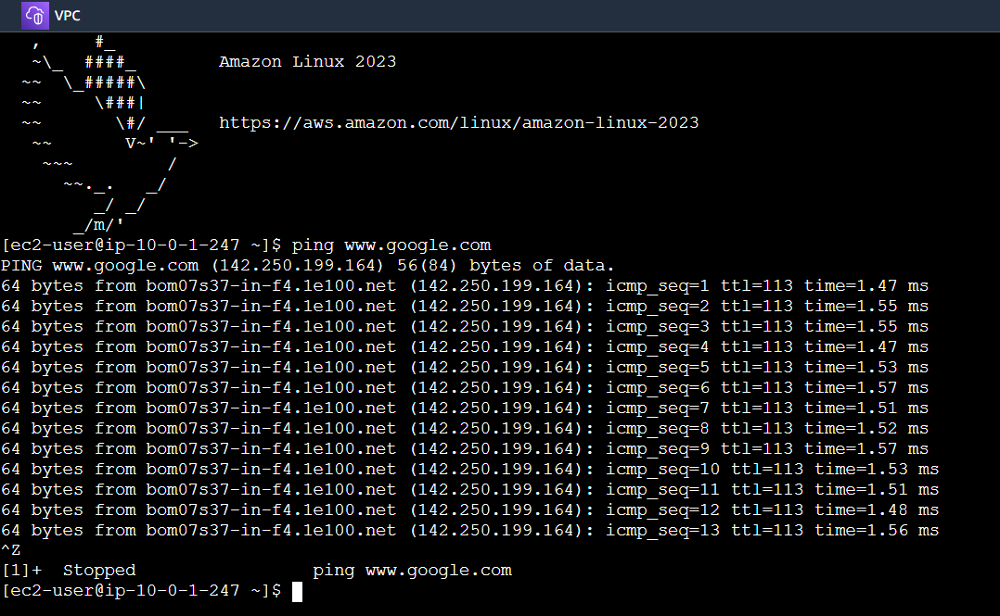 VPC
   ,     #_
   ~\_  ####_        Amazon Linux 2023
  ~~  \_#####\
  ~~     \###|
  ~~       \#/ ___   https://aws.amazon.com/linux/amazon-linux-2023
   ~~       V~' '->
    ~~~         /
      ~~._.   _/
         _/ _/
       _/m/'
[ec2-user@ip-10-0-1-247 ~]$ ping www.google.com
PING www.google.com (142.250.199.164) 56(84) bytes of data.
64 bytes from bom07s37-in-f4.1e100.net (142.250.199.164): icmp_seq=1 ttl=113 time=1.47 ms
64 bytes from bom07s37-in-f4.1e100.net (142.250.199.164): icmp_seq=2 ttl=113 time=1.55 ms
64 bytes from bom07s37-in-f4.1e100.net (142.250.199.164): icmp_seq=3 ttl=113 time=1.55 ms
64 bytes from bom07s37-in-f4.1e100.net (142.250.199.164): icmp_seq=4 ttl=113 time=1.47 ms
64 bytes from bom07s37-in-f4.1e100.net (142.250.199.164): icmp_seq=5 ttl=113 time=1.53 ms
64 bytes from bom07s37-in-f4.1e100.net (142.250.199.164): icmp_seq=6 ttl=113 time=1.57 ms
64 bytes from bom07s37-in-f4.1e100.net (142.250.199.164): icmp_seq=7 ttl=113 time=1.51 ms
64 bytes from bom07s37-in-f4.1e100.net (142.250.199.164): icmp_seq=8 ttl=113 time=1.52 ms
64 bytes from bom07s37-in-f4.1e100.net (142.250.199.164): icmp_seq=9 ttl=113 time=1.57 ms
64 bytes from bom07s37-in-f4.1e100.net (142.250.199.164): icmp_seq=10 ttl=113 time=1.53 ms
64 bytes from bom07s37-in-f4.1e100.net (142.250.199.164): icmp_seq=11 ttl=113 time=1.51 ms
64 bytes from bom07s37-in-f4.1e100.net (142.250.199.164): icmp_seq=12 ttl=113 time=1.48 ms
64 bytes from bom07s37-in-f4.1e100.net (142.250.199.164): icmp_seq=13 ttl=113 time=1.56 ms
^Z
[1]+  Stopped                 ping www.google.com
[ec2-user@ip-10-0-1-247 ~]$